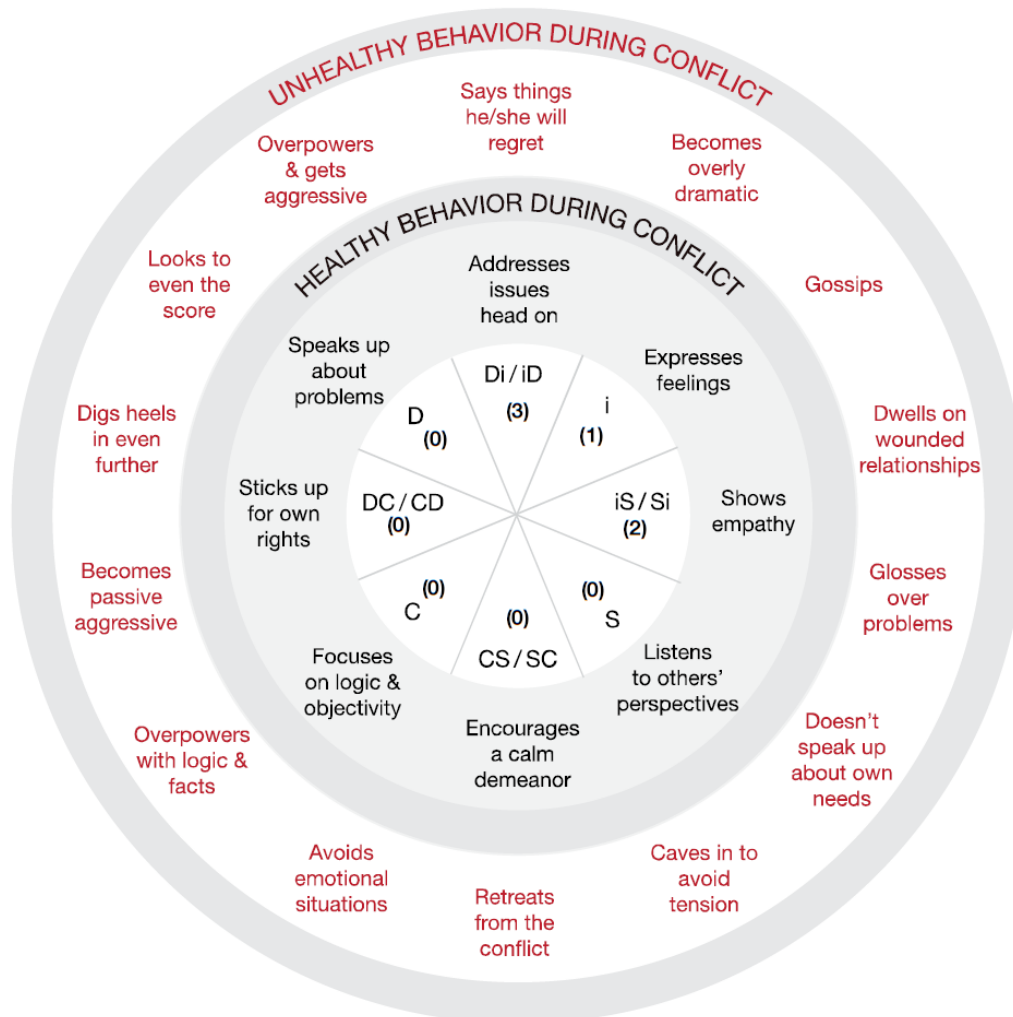 UNHEALTHY BEHAVIOR DURING CONFLICT
Says things
he/she will
regret
Becomes
overly
dramatic
Gossips
Dwells on
wounded
relationships
Glosses
over
problems
Doesn't
speak up
about own
needs
Caves in to
avoid
tension
Retreats
from the
conflict
Avoids
emotional
situations
Overpowers
with logic &
facts
Becomes
passive
aggressive
Digs heels
in even
further
Looks to
even the
score
Overpowers
& gets
aggressive
HEALTHY BEHAVIOR DURING CONFLICT
Addresses
issues
head on
Expresses
feelings
Shows
empathy
Listens
to others'
perspectives
Encourages
a calm
demeanor
Focuses
on logic &
objectivity
Sticks up
for own
rights
Speaks up
about
problems
Di / iD
(3)
i
(1)
iS / Si
(2)
(0)
S
(0)
CS / SC
(0)
C
DC / CD
(0)
D
(0)